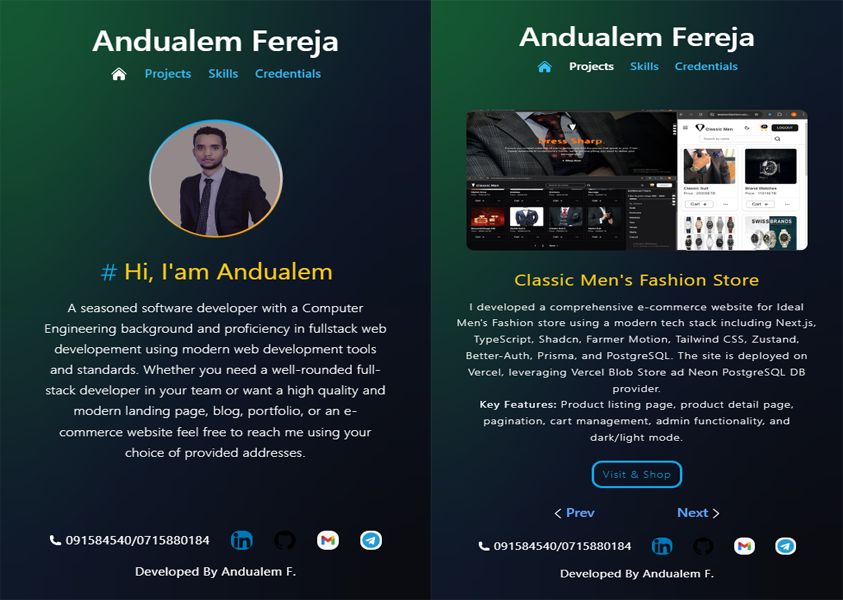 Andualem Fereja
Projects Skills Credentials
# Hi, I'am Andualem
A seasoned software developer with a Computer
Engineering background and proficiency in fullstack web
developement using modern web development tools
and standards. Whether you need a well-rounded full-
stack developer in your team or want a high quality and
modern landing page, blog, portfolio, or an e-
commerce website feel free to reach me using your
choice of provided addresses.
091584540/0715880184
Developed By Andualem F.
Andualem Fereja
Projects Skills Credentials
Dress Sharp
Classic Men
LOGOUT
Classic Men
Classic Suit
Brand Watches
Cart
Cart
SWISS BRANDS
Classic Men's Fashion Store
I developed a comprehensive e-commerce website for Ideal
Men's Fashion store using a modern tech stack including Next.js,
TypeScript, Shadcn, Farmer Motion, Tailwind CSS, Zustand,
Better-Auth, Prisma, and PostgreSQL. The site is deployed on
Vercel, leveraging Vercel Blob Store ad Neon PostgreSQL DB
provider.
Key Features: Product listing page, product detail page,
pagination, cart management, admin functionality, and
dark/light mode.
Visit & Shop
< Prev Next >
091584540/0715880184
Developed By Andualem F.